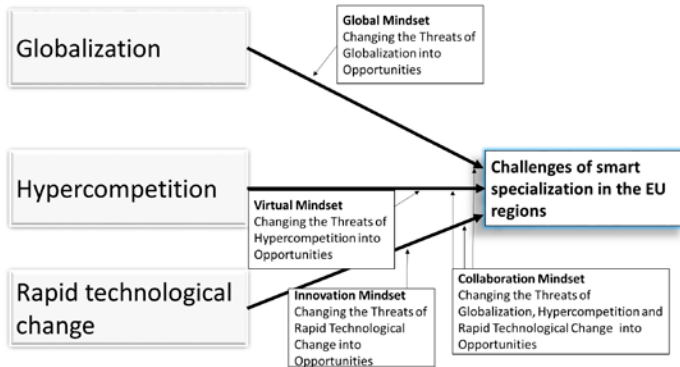 Globalization
Global Mindset
Changing the Threats of
Globalization into
Opportunities
Hypercompetition
Challenges of smart
specialization in the EU
regions
Virtual Mindset
Changing the Threats of
Hypercompetition into
Opportunities
Rapid technological
change
Innovation Mindset
Changing the Threats of
Rapid Technological
Change into
Opportunities
Collaboration Mindset
Changing the Threats of
Globalization, Hypercompetition and
Rapid Technological Change into
Opportunities